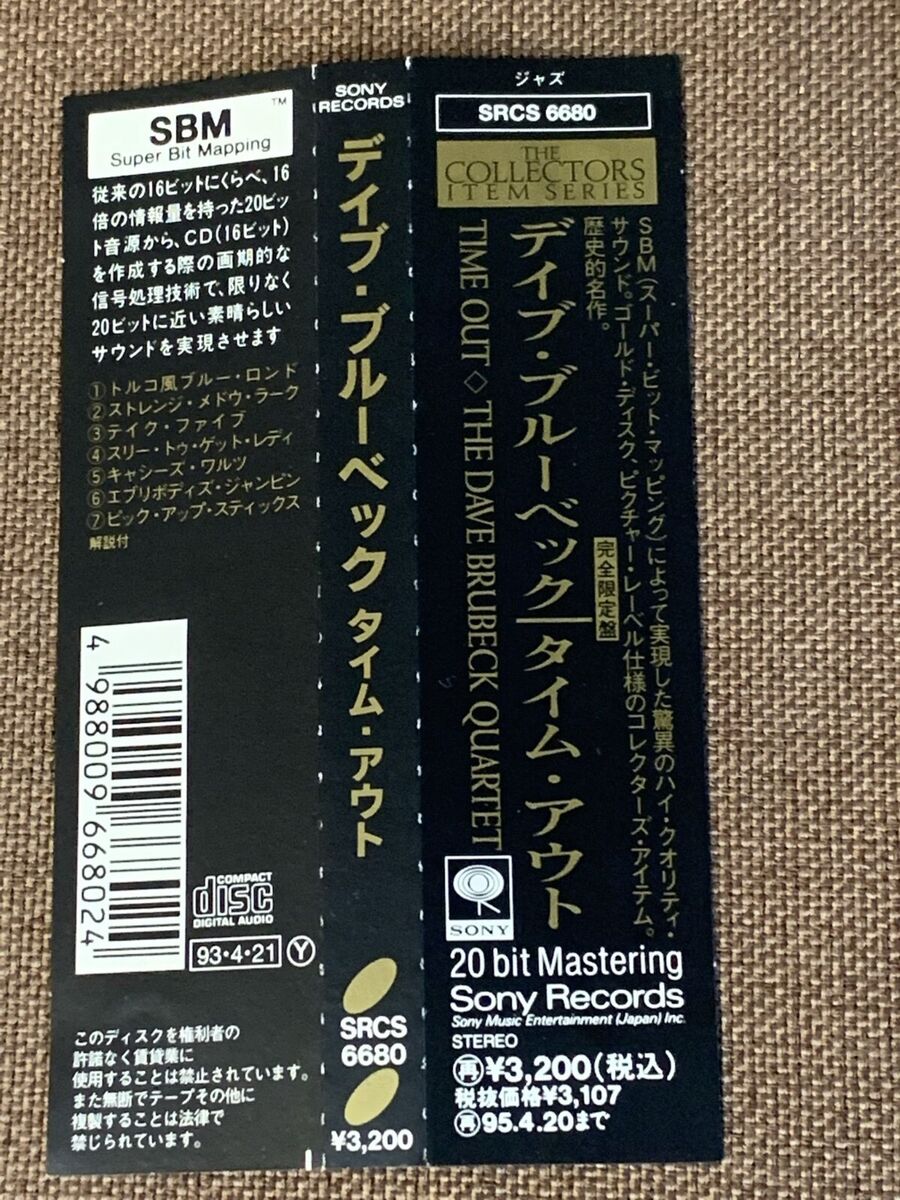 SBM™
Super Bit Mapping
従来の16ビットにくらべ、16
倍の情報量を持った20ビッ
ト音源から、CD(16ビット)
を作成する際の画期的な
信号処理技術で、限りなく
20ビットに近い素晴らしい
サウンドを実現させます
①トルコ風ブルー・ロンド
②ストレンジ・メドウ・ラーク
③テイク・ファイブ
④スリー・トゥ・ゲット・レディ
⑤キャシーズ・ワルツ
⑥エブリボディズ・ジャンピン
⑦ピック・アップ・スティックス
解説付
4 988009 668024
COMPACT
disc
DIGITAL AUDIO
93・4・21 Y
このディスクを権利者の
許諾なく賃貸業に
使用することは禁止されています。
また無断でテープその他に
複製することは法律で
禁じられています。
SONY
RECORDS
デイブ・ブルーベック タイム・アウト
SRCS
6680
¥3,200
ジャズ
SRCS 6680
THE
COLLECTORS
ITEM SERIES
SBM(スーパー・ビット・マッピング)によって実現した驚異のハイ・クオリティ・
サウンド。ゴールド・ディスク、ピクチャー・レーベル仕様のコレクターズ・アイテム。
歴史的名作。
完全限定盤
デイブ・ブルーベック/タイム・アウト
TIME OUT◇THE DAVE BRUBECK QUARTET
SONY
20 bit Mastering
Sony Records
Sony Music Entertainment (Japan) Inc.
STEREO
再¥3,200(税込)
税抜価格¥3,107
再95.4.20まで